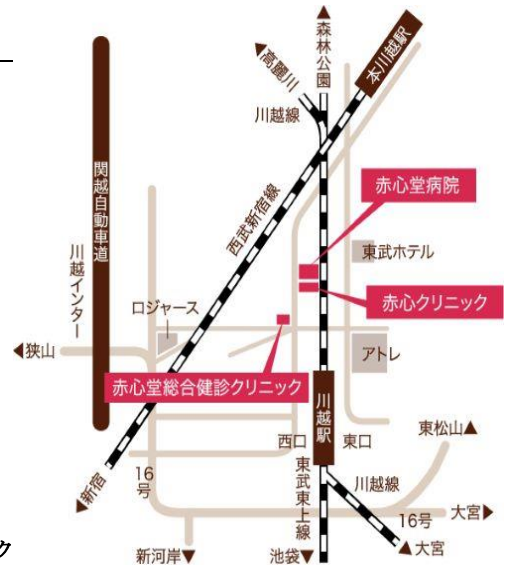 森林公園
高麗川
川越線
本川越駅
関越自動車道
川越インター
西武新宿線
赤心堂病院
東武ホテル
赤心クリニック
ロジャース
アトレ
狭山
赤心堂総合健診クリニック
川越駅
西口
東口
東松山
新宿
16号
東武東上線
川越線
16号
大宮
新河岸
池袋
大宮
ク